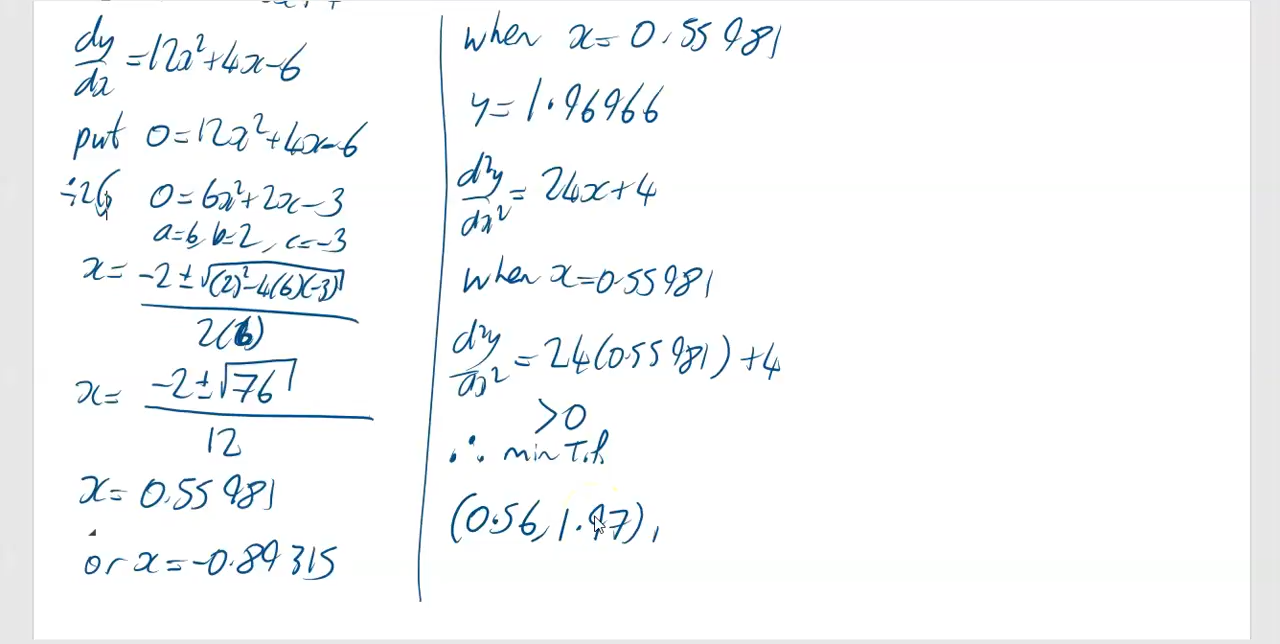 dy/dx = 12x²+4x-6
put 0=12x²+4x-6
÷2 0=6x²+2x-3
a=6, b=2, c=-3
x= (-2 ± √((2)²-4(6)(-3))) / 2(6)
x= (-2 ± √76) / 12
x= 0.55981
or x=-0.89315
when x= 0.55981
y= 1.96966
d²y/dx² = 24x+4
when x=0.55981
d²y/dx² = 24(0.55981)+4
>0
∴ min T.P
(0.56, 1.97),